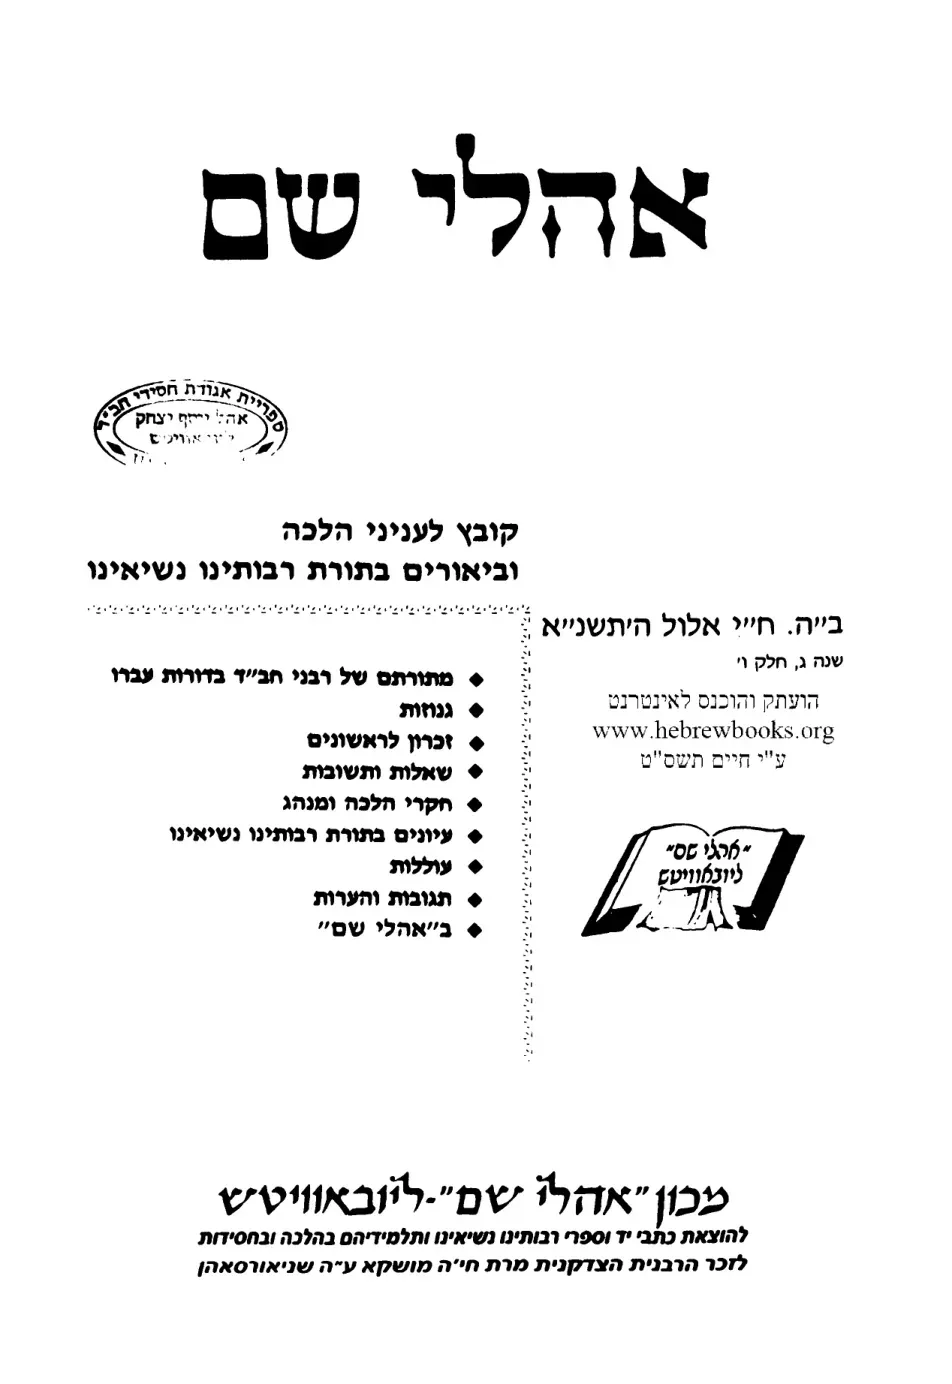 אהלי שם
ספריית אגודת חסידי חב"ד
אהל יוסף יצחק
ליובאוויטש
קובץ לעניני הלכה
וביאורים בתורת רבותינו נשיאינו
ב״ה. ח״י אלול ה׳תשנ״א
שנה ג, חלק ו׳
הועתק והוכנס לאינטרנט
www.hebrewbooks.org
ע"י חיים תשס"ט
"אהלי שם"
ליובאוויטש
◆ מתורתם של רבני חב״ד בדורות עברו
◆ גנוזות
◆ זכרון לראשונים
◆ שאלות ותשובות
◆ חקרי הלכה ומנהג
◆ עיונים בתורת רבותינו נשיאינו
◆ עוללות
◆ תגובות והערות
◆ ב״אהלי שם״
מכון "אהלי שם"-ליובאוויטש
להוצאת כתבי יד וספרי רבותינו נשיאינו ותלמידיהם בהלכה ובחסידות
לזכר הרבנית הצדקנית מרת חי׳ה מושקא ע״ה שניאורסאהן